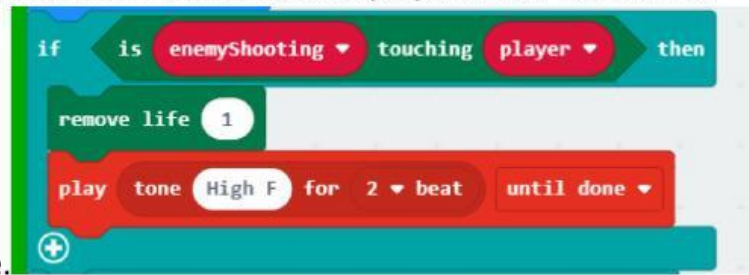 if is enemyShooting touching player then
remove life 1
play tone High F for 2 beat until done
e.